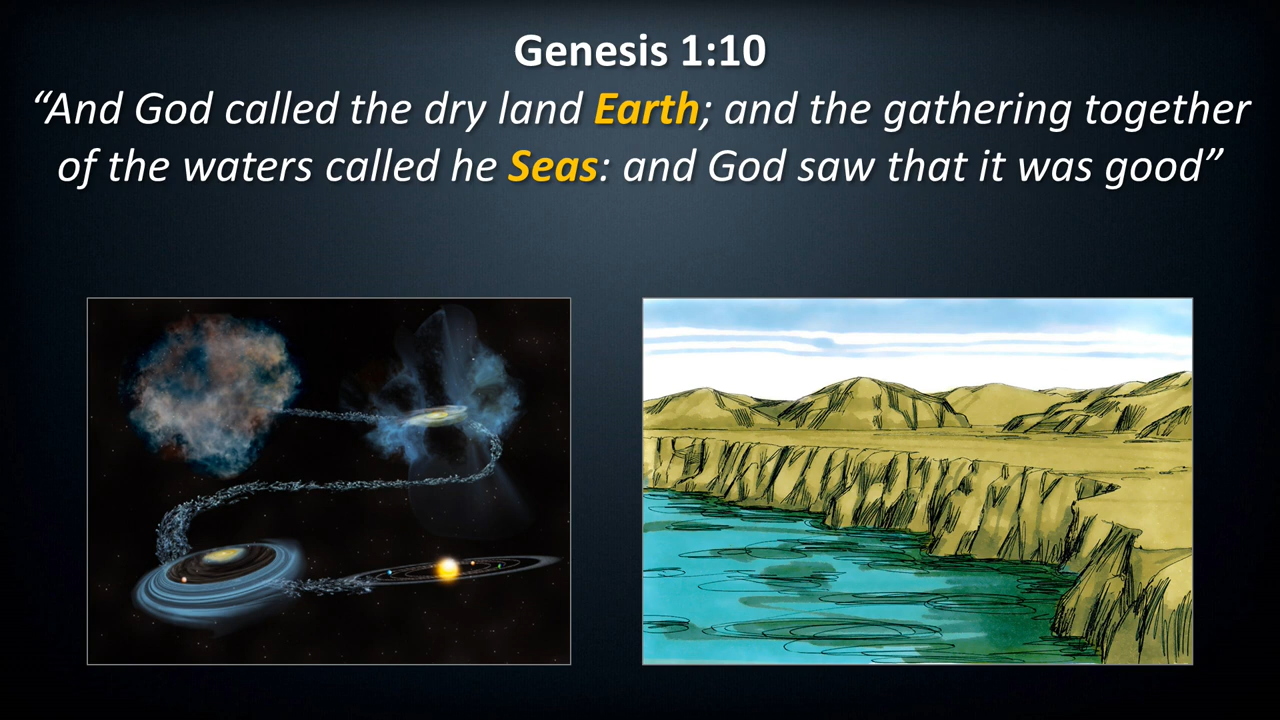 Genesis 1:10
“And God called the dry land Earth; and the gathering together
of the waters called he Seas: and God saw that it was good”